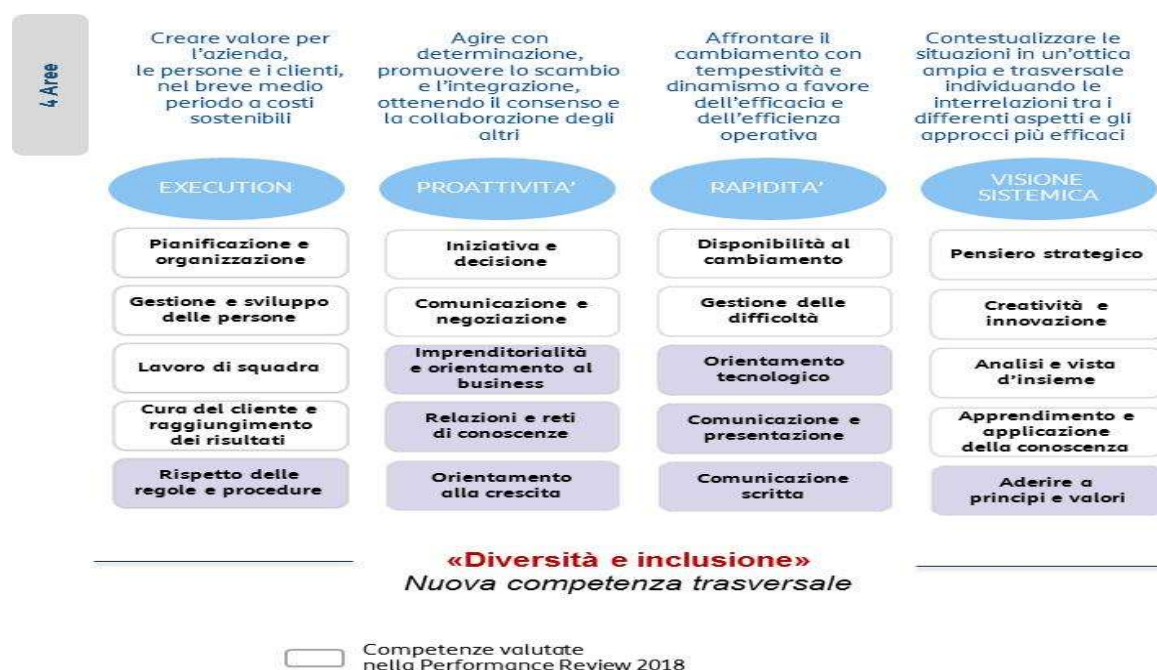 4 Aree
Creare valore per
l'azienda,
le persone e i clienti,
nel breve medio
periodo a costi
sostenibili
Agire con
determinazione,
promuovere lo scambio
e l'integrazione,
ottenendo il consenso e
la collaborazione degli
altri
Affrontare il
cambiamento con
tempestività e
dinamismo a favore
dell'efficacia e
dell'efficienza
operativa
Contestualizzare le
situazioni in un'ottica
ampia e trasversale
individuando le
interrelazioni tra i
differenti aspetti e gli
approcci più efficaci
EXECUTION
PROATTIVITA'
RAPIDITA'
VISIONE
SISTEMICA
Pianificazione e
organizzazione
Gestione e sviluppo
delle persone
Lavoro di squadra
Cura del cliente e
raggiungimento
dei risultati
Rispetto delle
regole e procedure
Iniziativa e
decisione
Comunicazione e
negoziazione
Imprenditorialità
e orientamento al
business
Relazioni e reti
di conoscenze
Orientamento
alla crescita
Disponibilità al
cambiamento
Gestione delle
difficoltà
Orientamento
tecnologico
Comunicazione e
presentazione
Comunicazione
scritta
Pensiero strategico
Creatività e
innovazione
Analisi e vista
d'insieme
Apprendimento e
applicazione
della conoscenza
Aderire a
principi e valori
«Diversità e inclusione»
Nuova competenza trasversale
Competenze valutate
nella Performance Review 2018